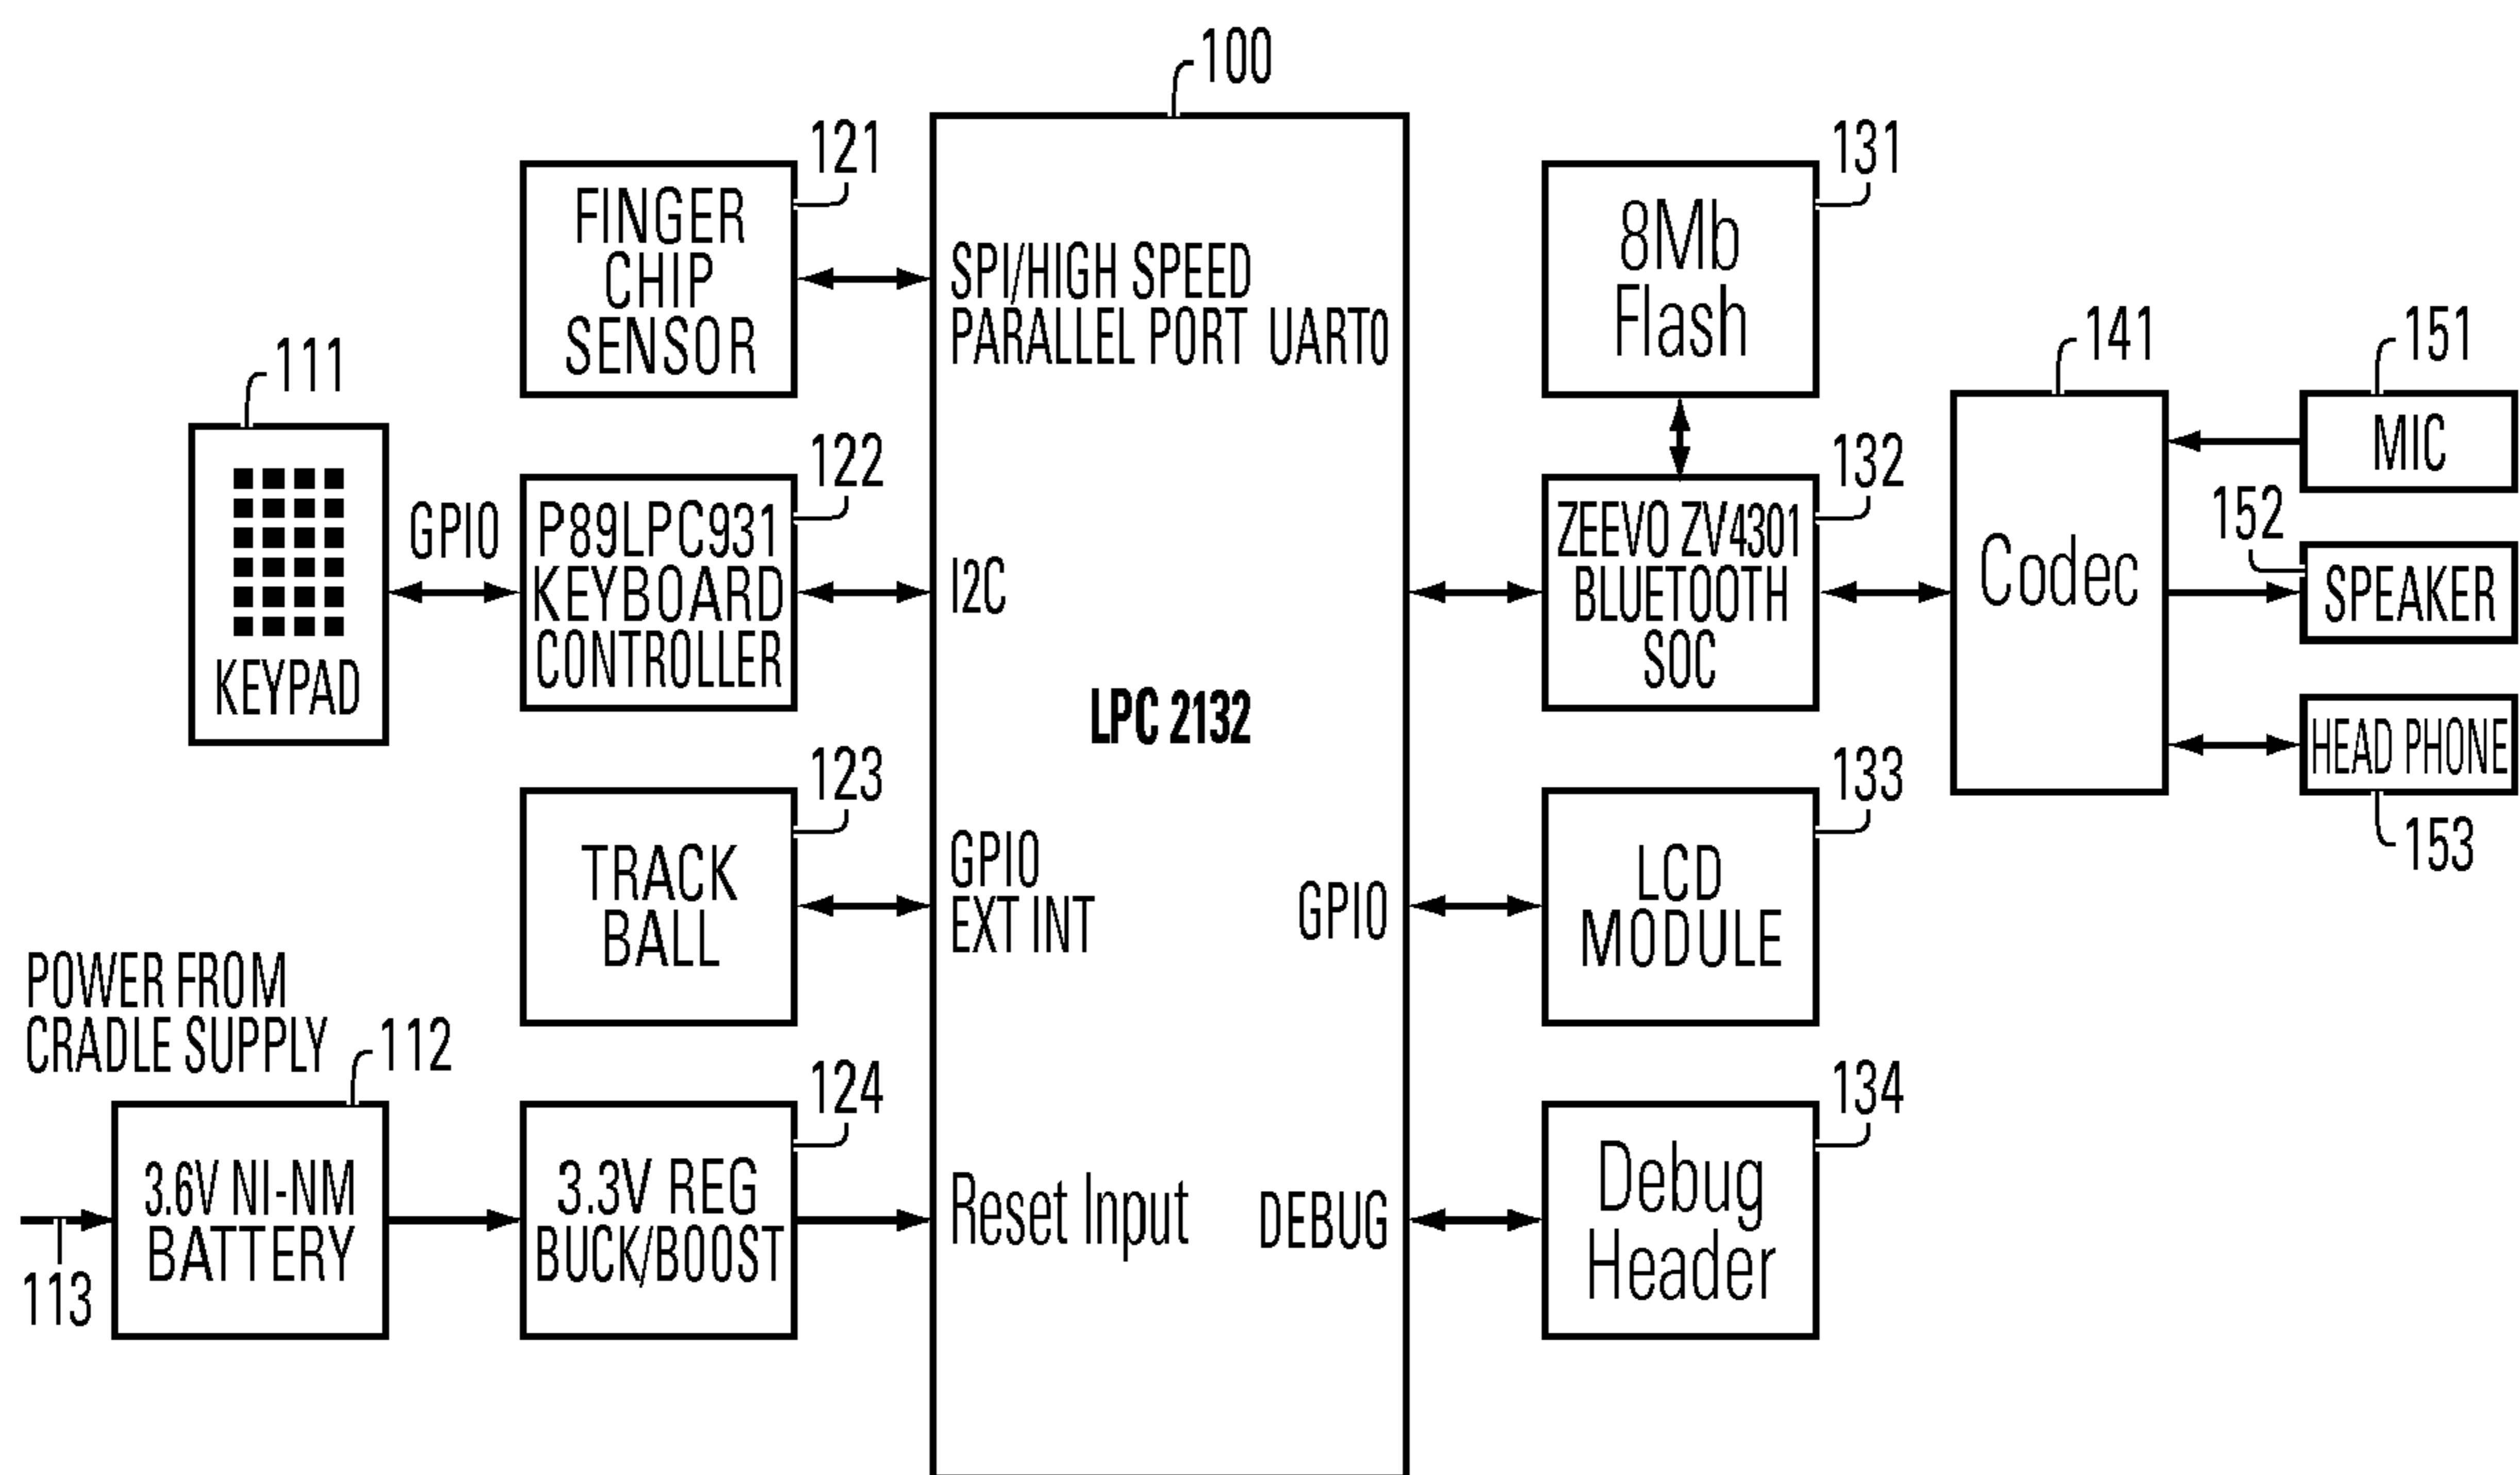 100
121
FINGER
CHIP
SENSOR
SPI/HIGH SPEED
PARALLEL PORT UART0
131
8Mb
Flash
111
KEYPAD
GPIO
122
P89LPC931
KEYBOARD
CONTROLLER
I2C
LPC 2132
132
ZEEVO ZV4301
BLUETOOTH
SOC
141
Codec
151
MIC
152
SPEAKER
HEAD PHONE
153
123
TRACK
BALL
GPIO
EXT INT
GPIO
133
LCD
MODULE
POWER FROM
CRADLE SUPPLY
112
3.6V NI-NM
BATTERY
113
124
3.3V REG
BUCK/BOOST
Reset Input
DEBUG
134
Debug
Header